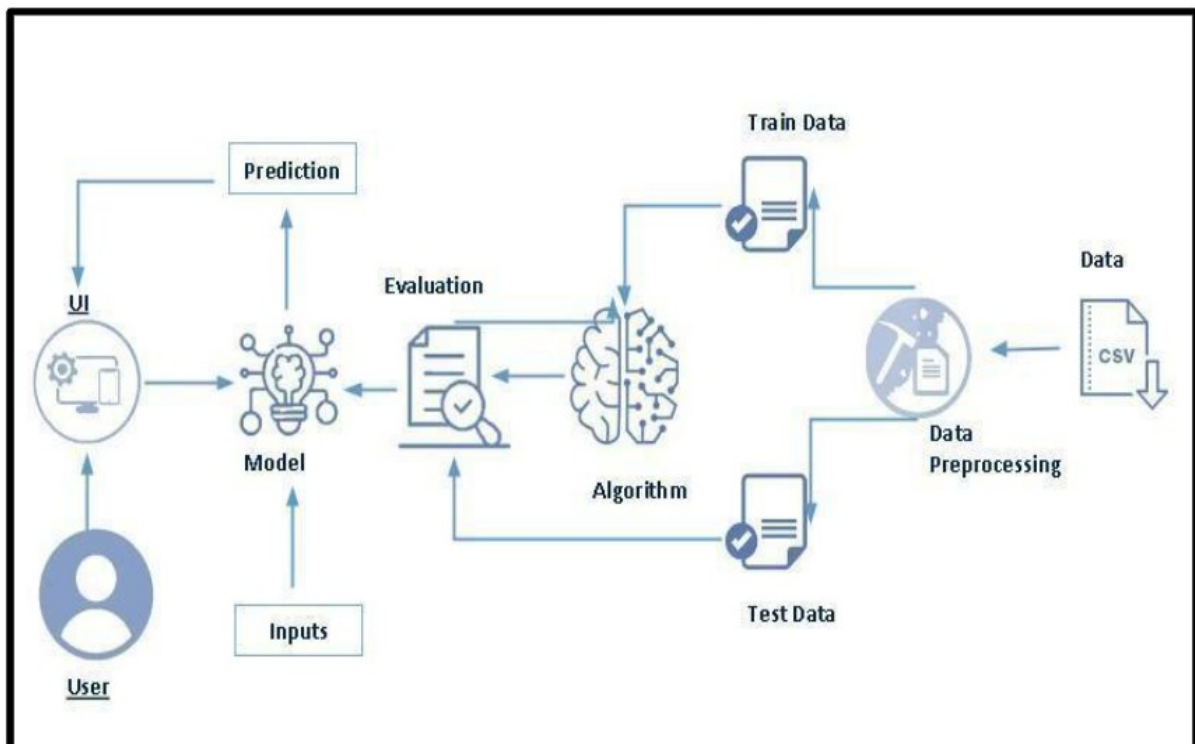 Train Data
Prediction
Data
UI
Evaluation
CSV
Model
Data
Preprocessing
Algorithm
Inputs
Test Data
User